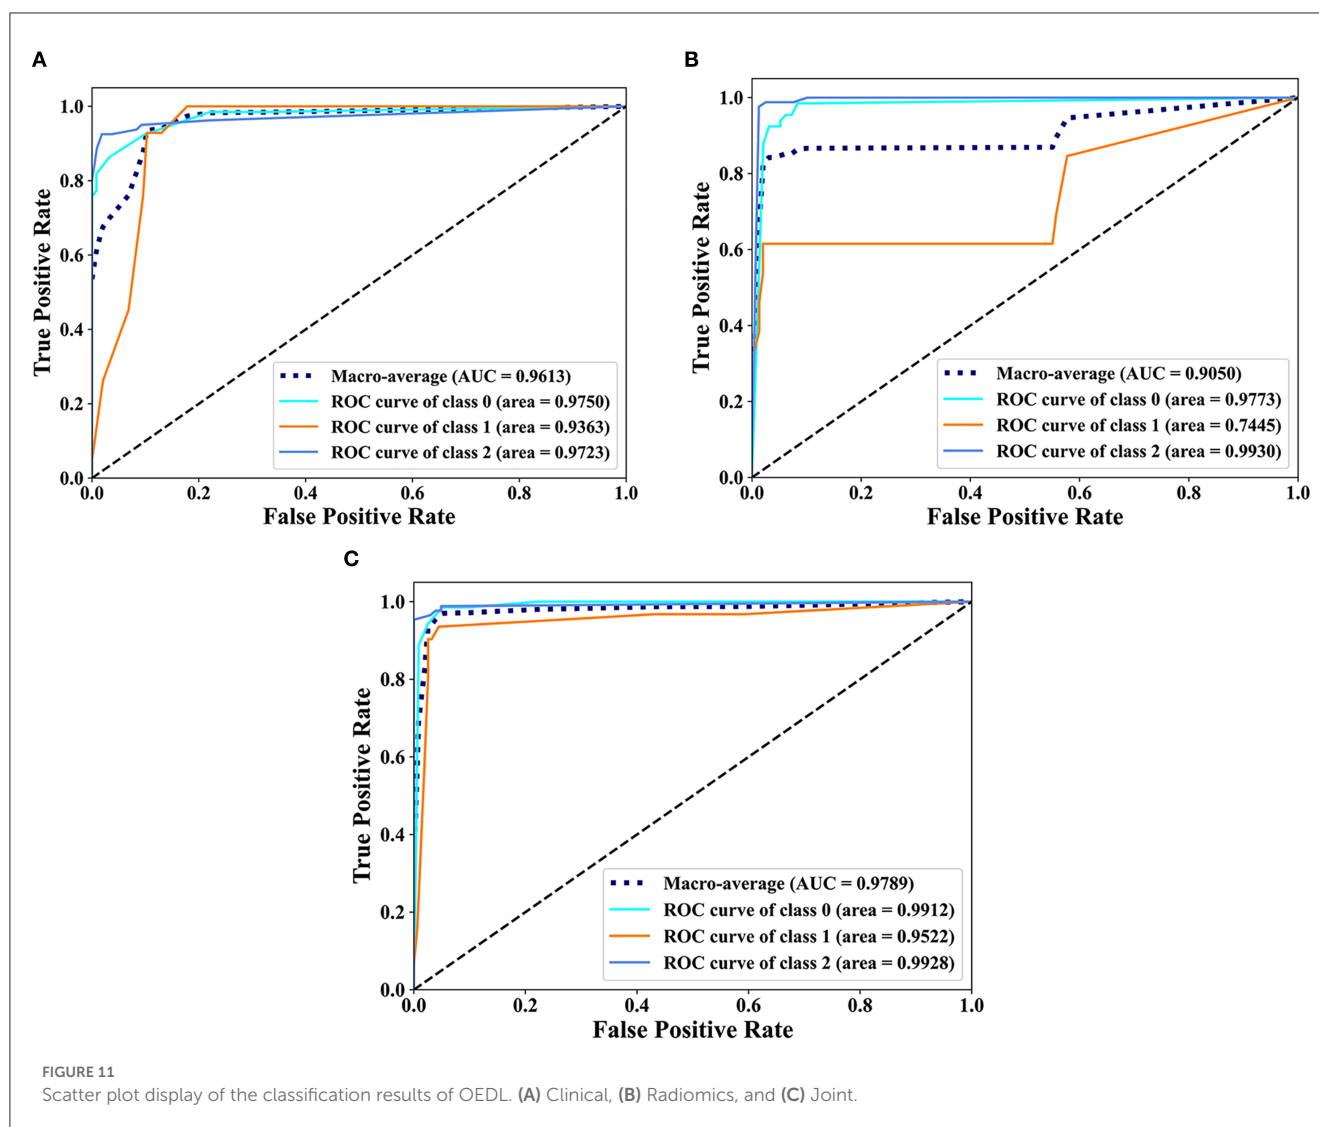 A
1.0
0.8
0.6
0.4
0.2
0.0
True Positive Rate
Macro-average (AUC = 0.9613)
ROC curve of class 0 (area = 0.9750)
ROC curve of class 1 (area = 0.9363)
ROC curve of class 2 (area = 0.9723)
0.0 0.2 0.4 0.6 0.8 1.0
False Positive Rate
B
1.0
0.8
0.6
0.4
0.2
0.0
True Positive Rate
Macro-average (AUC = 0.9050)
ROC curve of class 0 (area = 0.9773)
ROC curve of class 1 (area = 0.7445)
ROC curve of class 2 (area = 0.9930)
0.0 0.2 0.4 0.6 0.8 1.0
False Positive Rate
C
1.0
0.8
0.6
0.4
0.2
0.0
True Positive Rate
Macro-average (AUC = 0.9789)
ROC curve of class 0 (area = 0.9912)
ROC curve of class 1 (area = 0.9522)
ROC curve of class 2 (area = 0.9928)
0.0 0.2 0.4 0.6 0.8 1.0
False Positive Rate
FIGURE 11
Scatter plot display of the classification results of OEDL. (A) Clinical, (B) Radiomics, and (C) Joint.